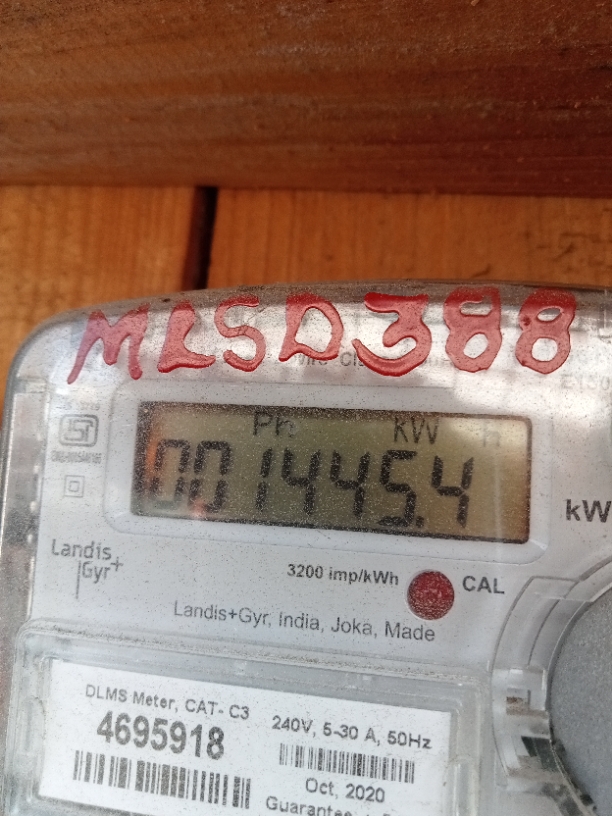 MLSD388
Ph kW h
001445.4
kW
Landis
Gyr+
3200 imp/kWh
CAL
Landis+Gyr, India, Joka, Made
DLMS Meter, CAT- C3
4695918
240V, 5-30 A, 50Hz
Oct, 2020